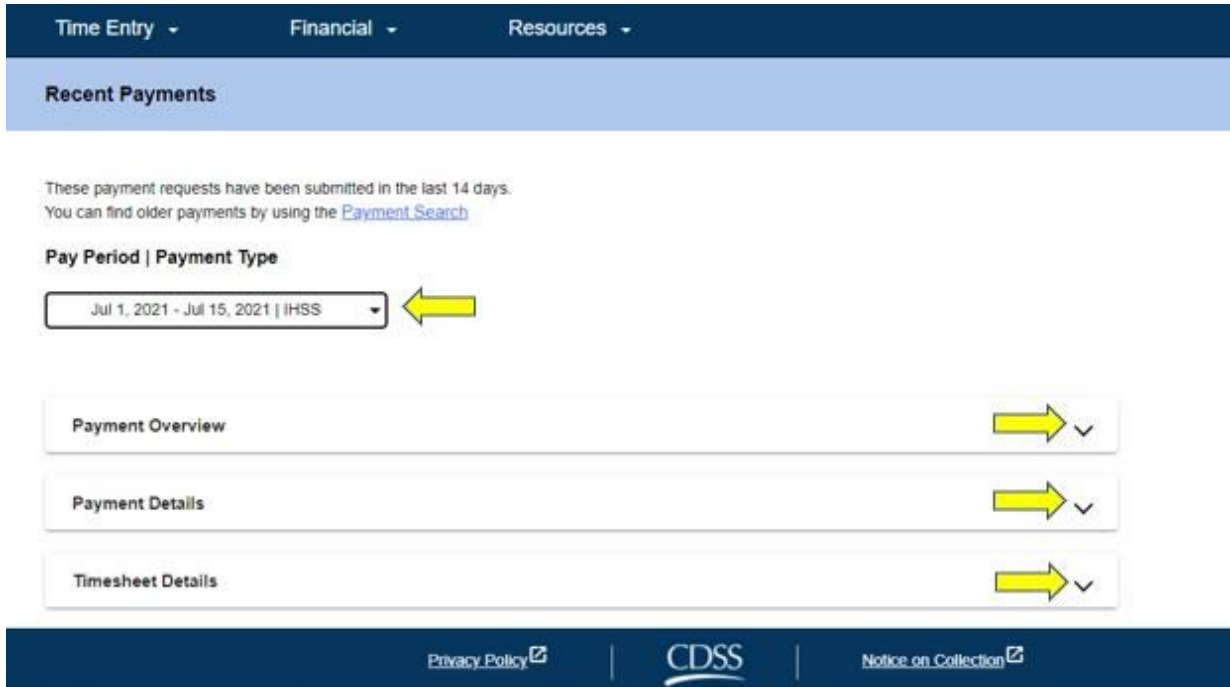 Time Entry Financial Resources
Recent Payments
These payment requests have been submitted in the last 14 days.
You can find older payments by using the Payment Search
Pay Period | Payment Type
Jul 1, 2021 - Jul 15, 2021 | IHSS
Payment Overview
Payment Details
Timesheet Details
Privacy Policy | CDSS | Notice on Collection